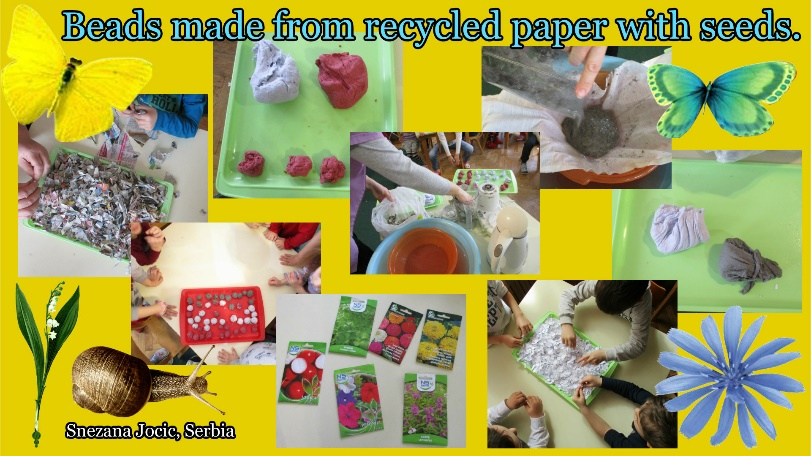 Beads made from recycled paper with seeds.
Snezana Jocic, Serbia